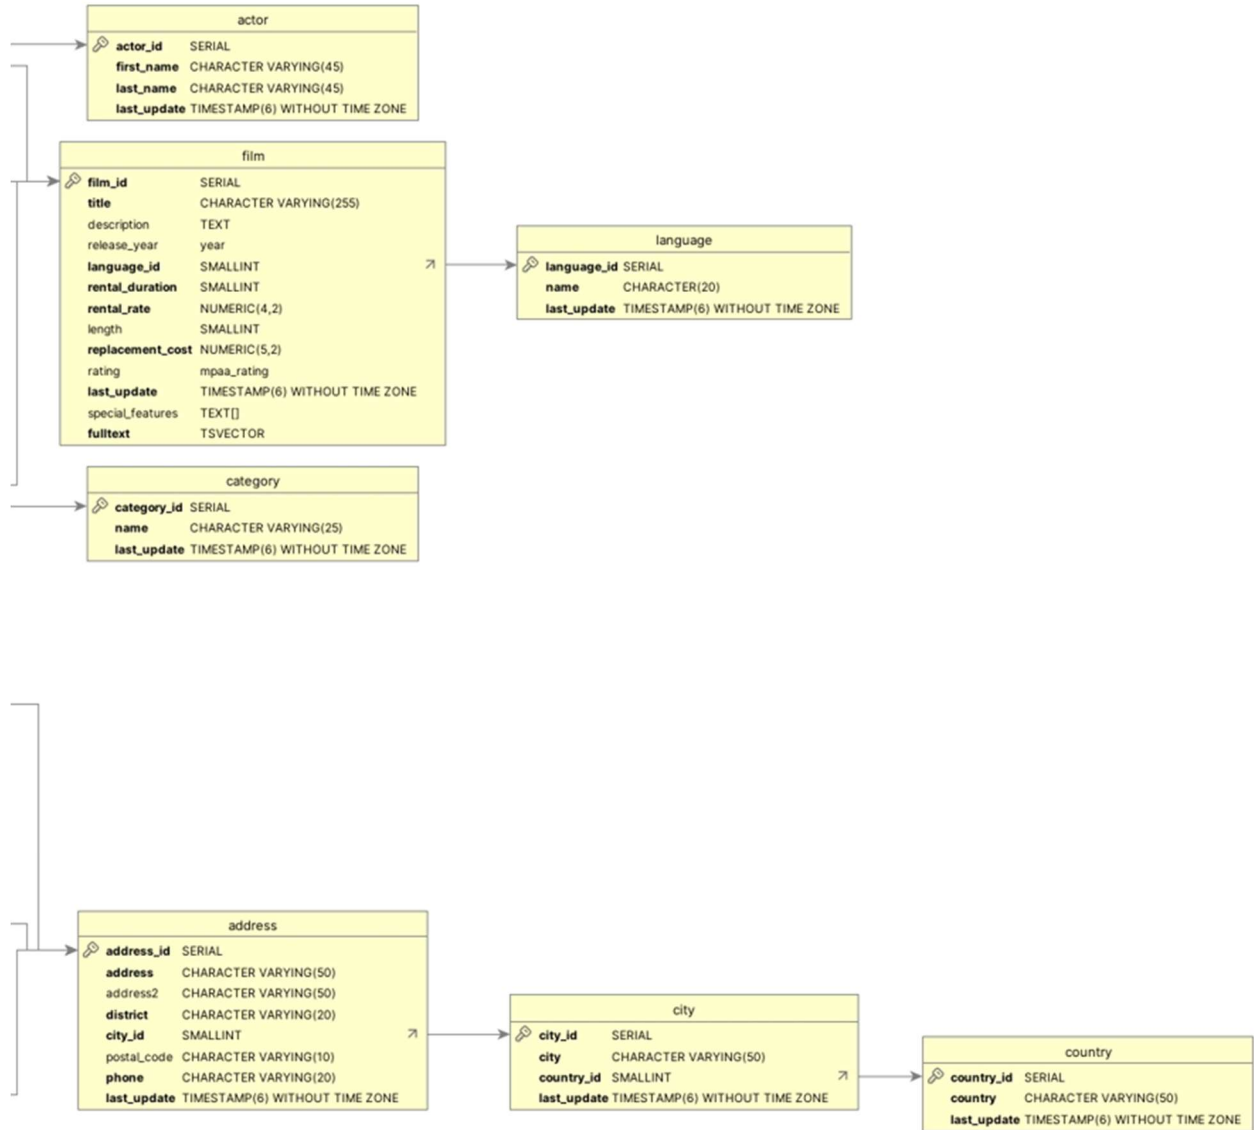 actor
actor_id SERIAL
first_name CHARACTER VARYING(45)
last_name CHARACTER VARYING(45)
last_update TIMESTAMP(6) WITHOUT TIME ZONE
film
film_id SERIAL
title CHARACTER VARYING(255)
description TEXT
release_year year
language_id SMALLINT
rental_duration SMALLINT
rental_rate NUMERIC(4,2)
length SMALLINT
replacement_cost NUMERIC(5,2)
rating mpaa_rating
last_update TIMESTAMP(6) WITHOUT TIME ZONE
special_features TEXT[]
fulltext TSVECTOR
language
language_id SERIAL
name CHARACTER(20)
last_update TIMESTAMP(6) WITHOUT TIME ZONE
category
category_id SERIAL
name CHARACTER VARYING(25)
last_update TIMESTAMP(6) WITHOUT TIME ZONE
address
address_id SERIAL
address CHARACTER VARYING(50)
address2 CHARACTER VARYING(50)
district CHARACTER VARYING(20)
city_id SMALLINT
postal_code CHARACTER VARYING(10)
phone CHARACTER VARYING(20)
last_update TIMESTAMP(6) WITHOUT TIME ZONE
city
city_id SERIAL
city CHARACTER VARYING(50)
country_id SMALLINT
last_update TIMESTAMP(6) WITHOUT TIME ZONE
country
country_id SERIAL
country CHARACTER VARYING(50)
last_update TIMESTAMP(6) WITHOUT TIME ZONE